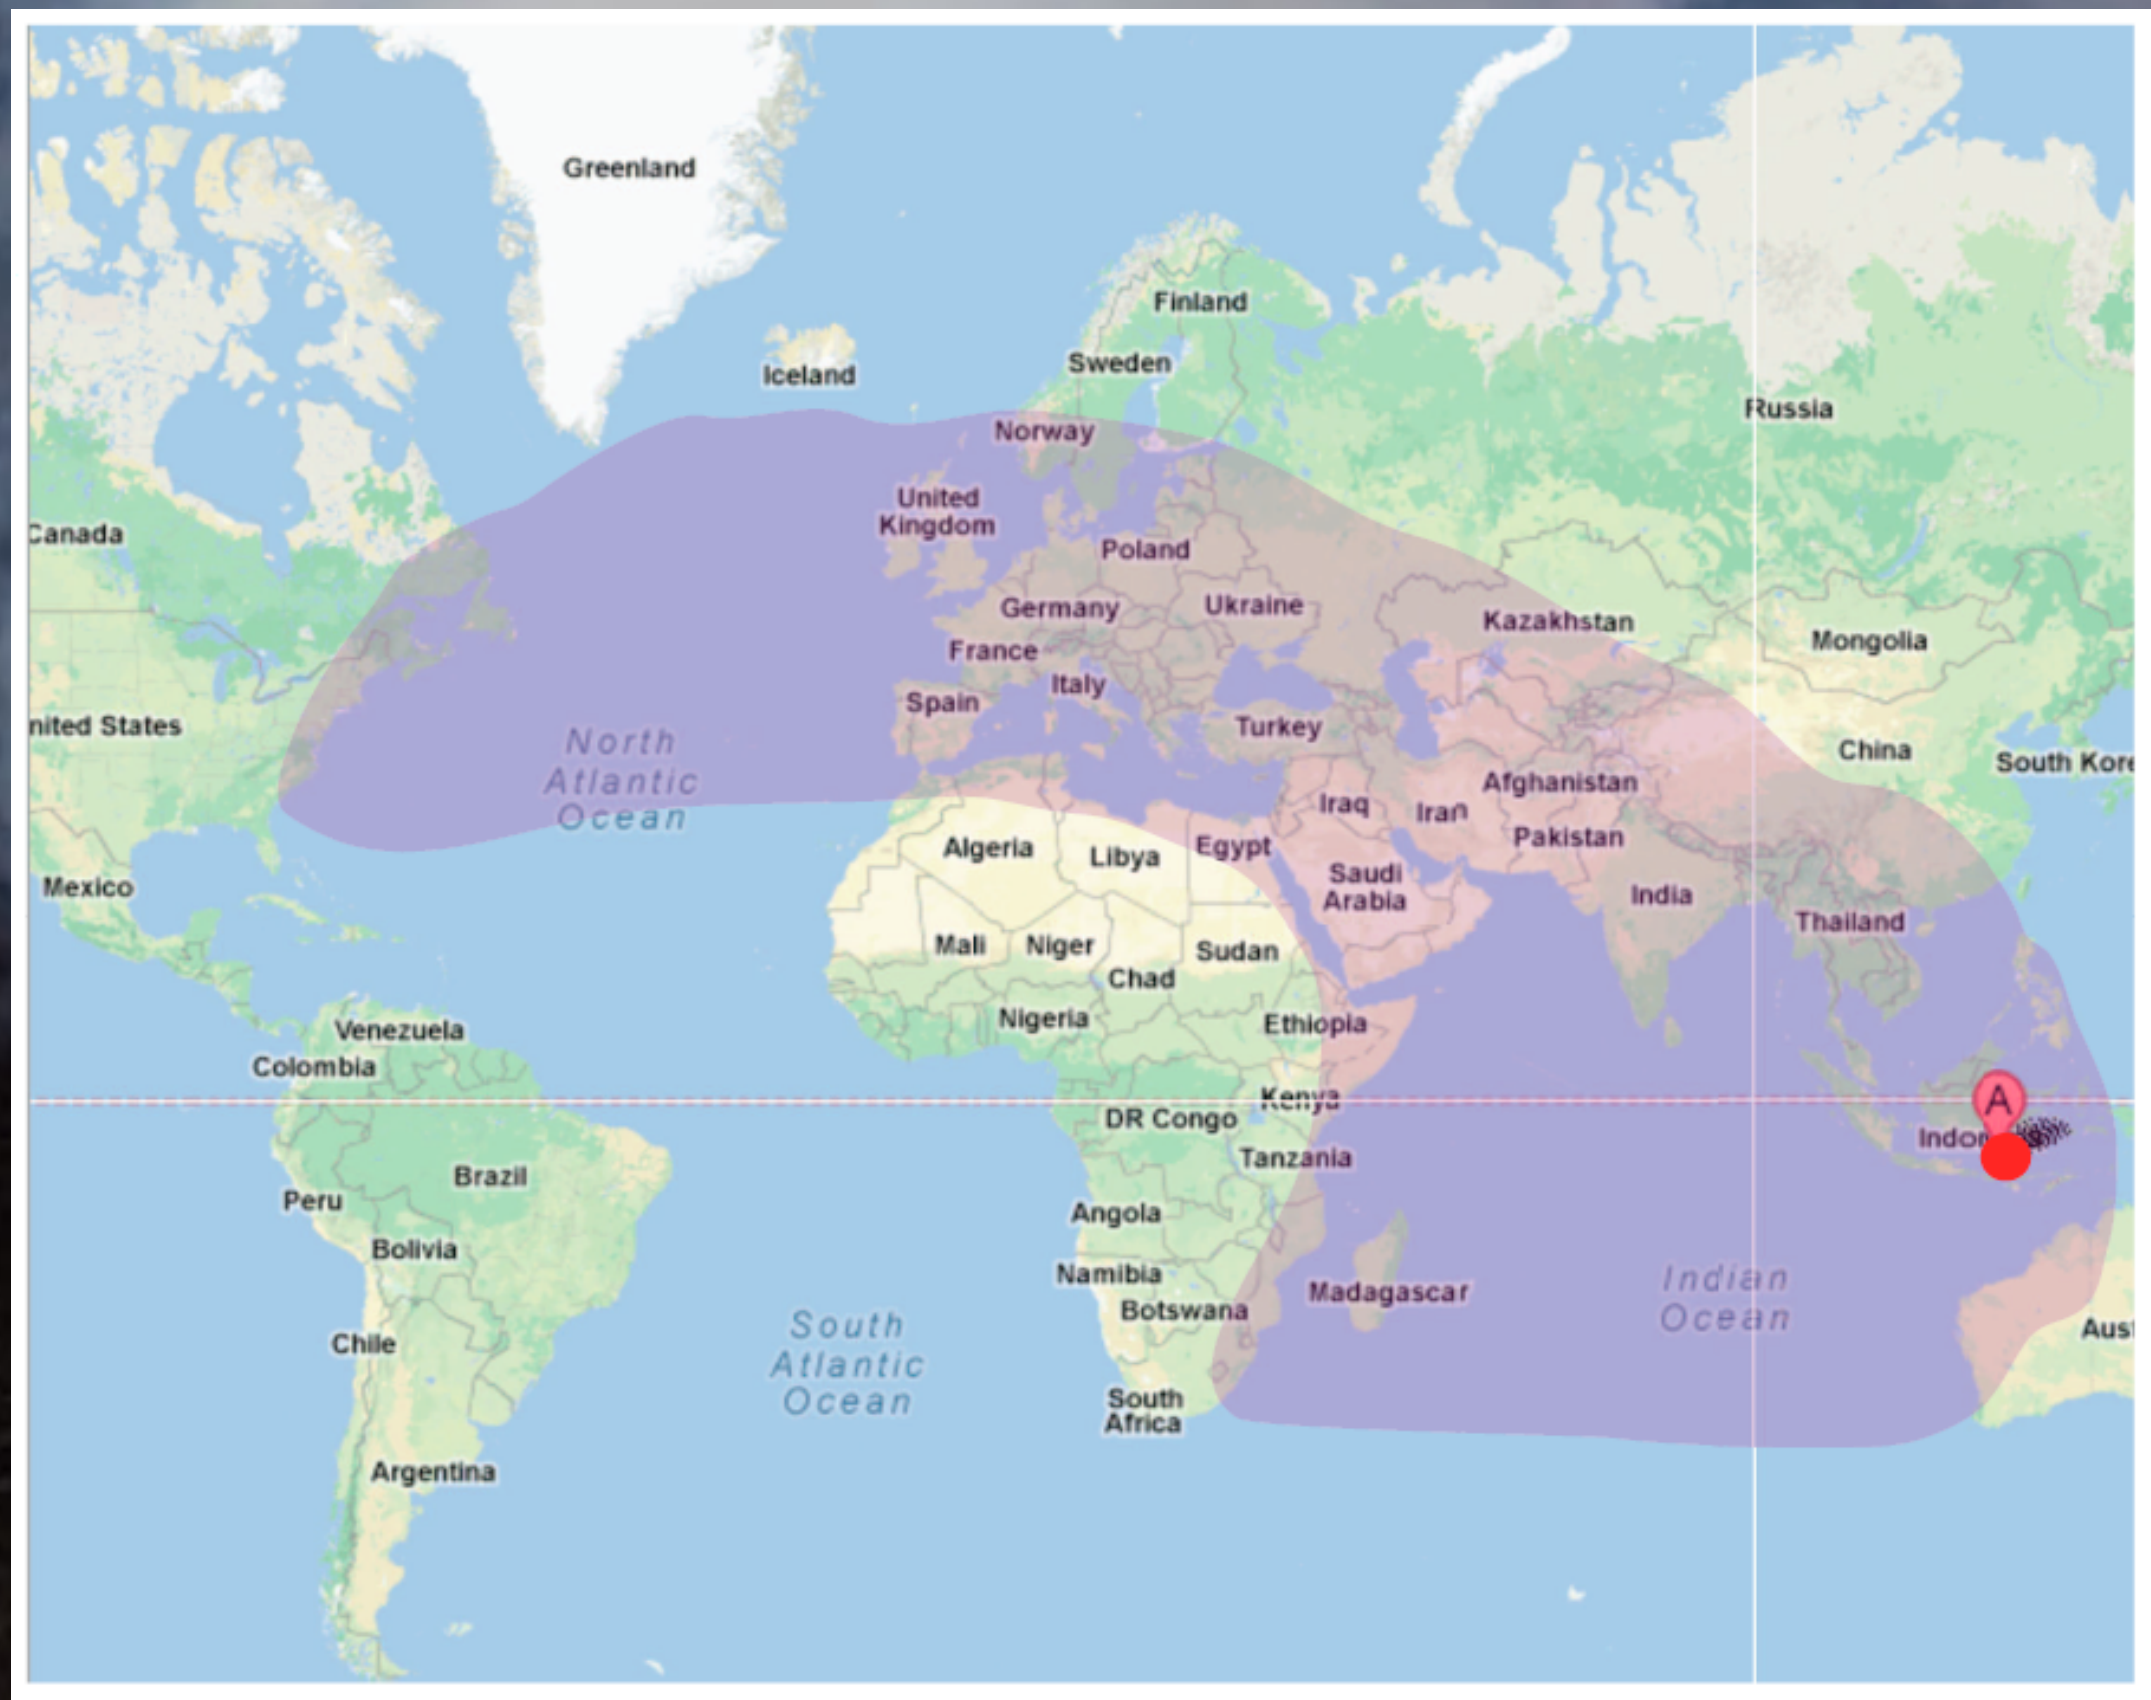 Greenland
Finland
Iceland
Sweden
Russia
Norway
United
Kingdom
Canada
Poland
Germany
Ukraine
Kazakhstan
Mongolia
France
Italy
Spain
nited States
North
Atlantic
Ocean
Turkey
China
South Kore
Afghanistan
Iraq
Iran
Pakistan
Algeria
Libya
Egypt
Saudi
Arabia
India
Mexico
Thailand
Mali
Niger
Sudan
Chad
Nigeria
Ethiopia
Venezuela
Colombia
Kenya
A
DR Congo
Indon
Tanzania
Brazil
Peru
Angola
Bolivia
Namibia
Madagascar
Indian
Ocean
Botswana
South
Atlantic
Ocean
Aust
Chile
South
Africa
Argentina